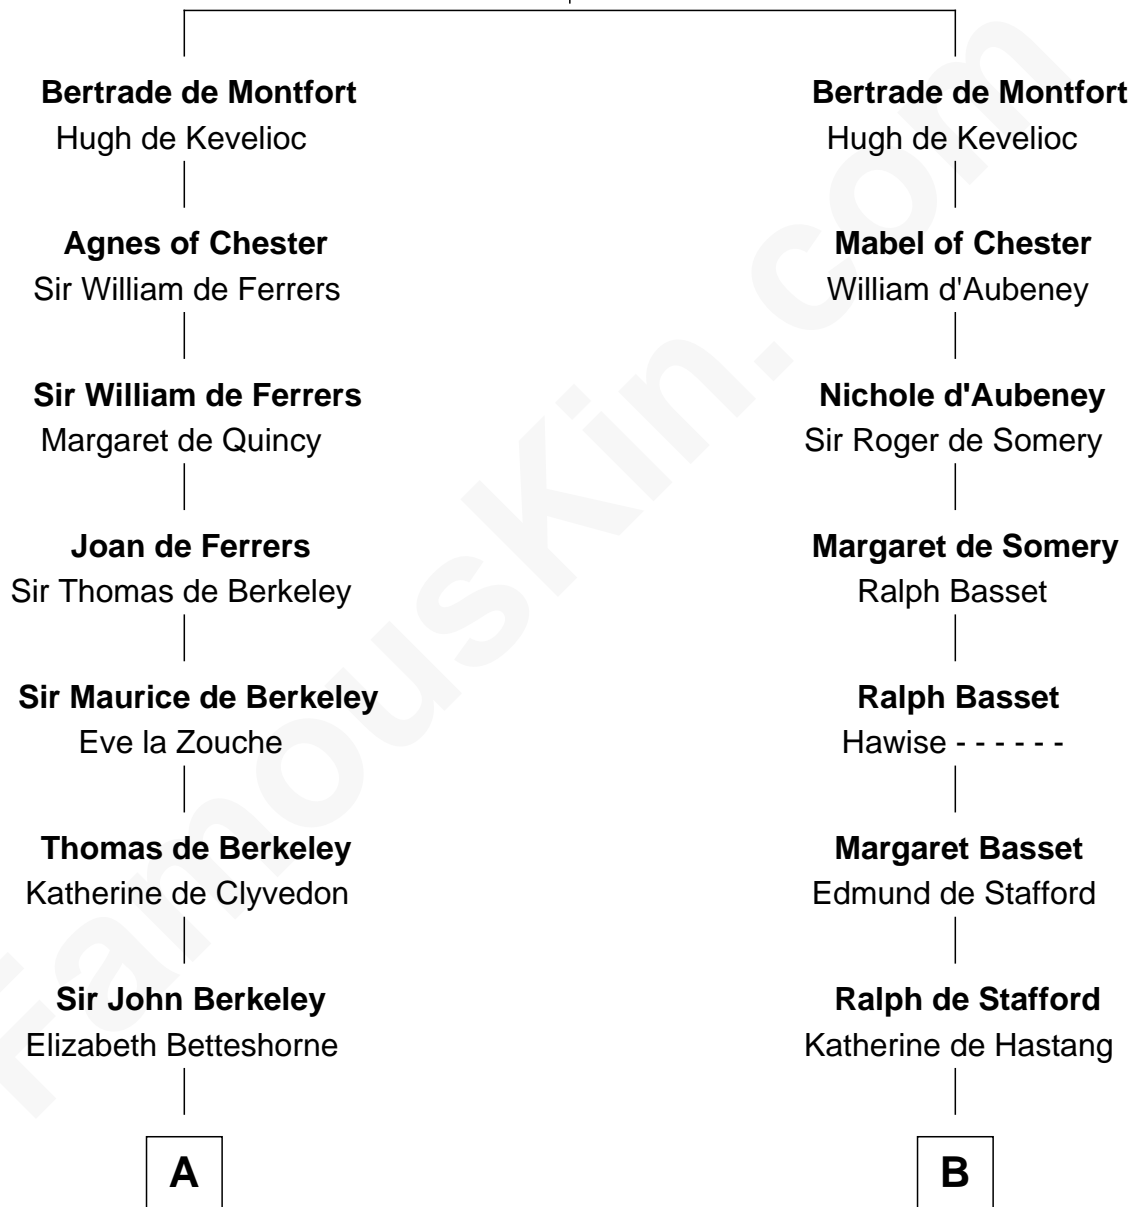 Bertrade de Montfort
Hugh de Kevelioc
Agnes of Chester
Sir William de Ferrers
Sir William de Ferrers
Margaret de Quincy
Joan de Ferrers
Sir Thomas de Berkeley
Sir Maurice de Berkeley
Eve la Zouche
Thomas de Berkeley
Katherine de Clyvedon
Sir John Berkeley
Elizabeth Betteshorne
A
Bertrade de Montfort
Hugh de Kevelioc
Mabel of Chester
William d'Aubeney
Nichole d'Aubeney
Sir Roger de Somery
Margaret de Somery
Ralph Basset
Ralph Basset
Hawise - - - - - -
Margaret Basset
Edmund de Stafford
Ralph de Stafford
Katherine de Hastang
B
FamousKin.com